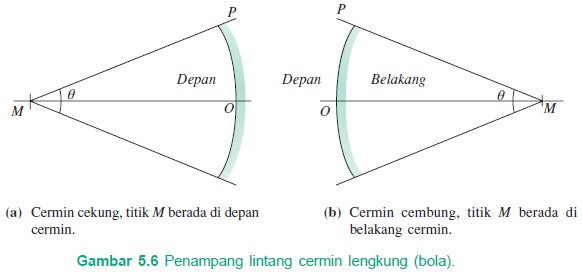 P
Depan
θ
M
O
P
Depan
Belakang
θ
O
M
(a) Cermin cekung, titik M berada di depan
cermin.
(b) Cermin cembung, titik M berada di
belakang cermin.
Gambar 5.6 Penampang lintang cermin lengkung (bola).